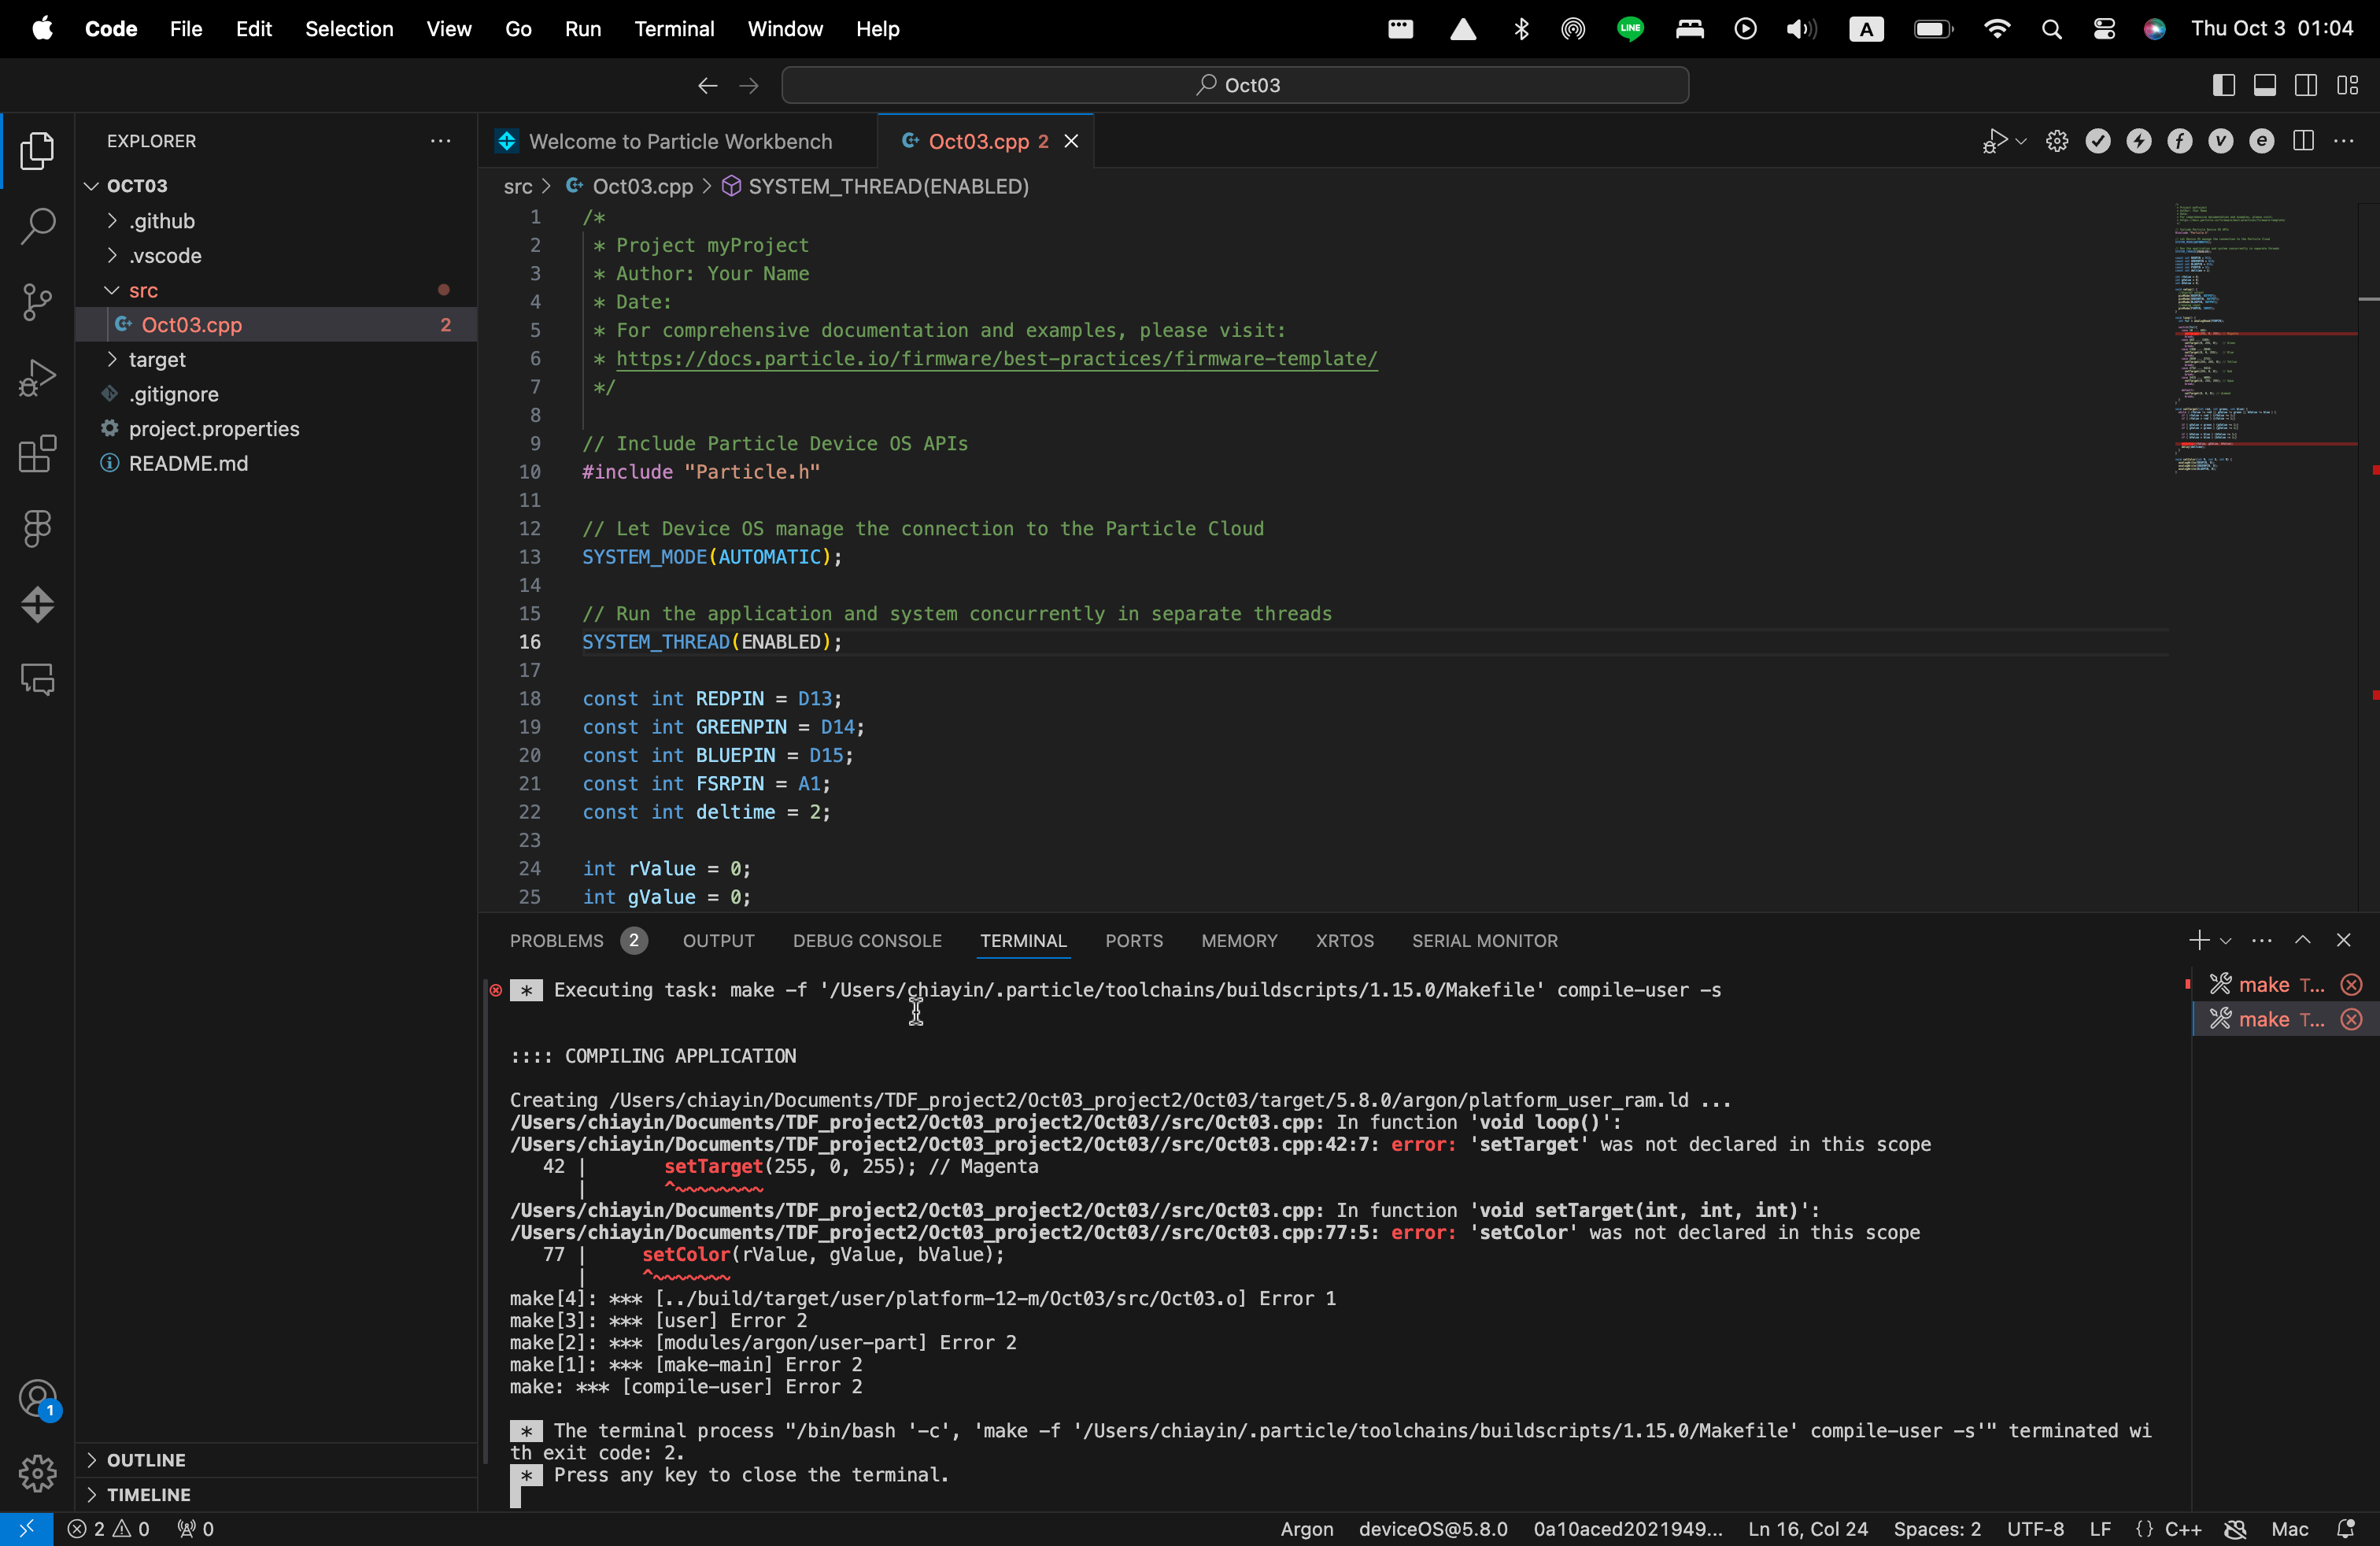 Code File Edit Selection View Go Run Terminal Window Help LINE A Thu Oct 3 01:04
Oct03
EXPLORER
OCT03
.github
.vscode
src
Oct03.cpp 2
target
.gitignore
project.properties
README.md
OUTLINE
TIMELINE
1
Welcome to Particle Workbench Oct03.cpp 2
f v e
src > Oct03.cpp > SYSTEM_THREAD(ENABLED)
1 /*
2 * Project myProject
3 * Author: Your Name
4 * Date:
5 * For comprehensive documentation and examples, please visit:
6 * https://docs.particle.io/firmware/best-practices/firmware-template/
7 */
8
9 // Include Particle Device OS APIs
10 #include "Particle.h"
11
12 // Let Device OS manage the connection to the Particle Cloud
13 SYSTEM_MODE(AUTOMATIC);
14
15 // Run the application and system concurrently in separate threads
16 SYSTEM_THREAD(ENABLED);
17
18 const int REDPIN = D13;
19 const int GREENPIN = D14;
20 const int BLUEPIN = D15;
21 const int FSRPIN = A1;
22 const int deltime = 2;
23
24 int rValue = 0;
25 int gValue = 0;
PROBLEMS 2 OUTPUT DEBUG CONSOLE TERMINAL PORTS MEMORY XRTOS SERIAL MONITOR
* Executing task: make -f '/Users/chiayin/.particle/toolchains/buildscripts/1.15.0/Makefile' compile-user -s
:::: COMPILING APPLICATION
Creating /Users/chiayin/Documents/TDF_project2/Oct03_project2/Oct03/target/5.8.0/argon/platform_user_ram.ld ...
/Users/chiayin/Documents/TDF_project2/Oct03_project2/Oct03//src/Oct03.cpp: In function 'void loop()':
/Users/chiayin/Documents/TDF_project2/Oct03_project2/Oct03//src/Oct03.cpp:42:7: error: 'setTarget' was not declared in this scope
42 | setTarget(255, 0, 255); // Magenta
| ^~~~~~~~~
/Users/chiayin/Documents/TDF_project2/Oct03_project2/Oct03//src/Oct03.cpp: In function 'void setTarget(int, int, int)':
/Users/chiayin/Documents/TDF_project2/Oct03_project2/Oct03//src/Oct03.cpp:77:5: error: 'setColor' was not declared in this scope
77 | setColor(rValue, gValue, bValue);
| ^~~~~~~~
make[4]: *** [../build/target/user/platform-12-m/Oct03/src/Oct03.o] Error 1
make[3]: *** [user] Error 2
make[2]: *** [modules/argon/user-part] Error 2
make[1]: *** [make-main] Error 2
make: *** [compile-user] Error 2
* The terminal process "/bin/bash '-c', 'make -f '/Users/chiayin/.particle/toolchains/buildscripts/1.15.0/Makefile' compile-user -s'" terminated wi
th exit code: 2.
* Press any key to close the terminal.
make T...
make T...
2 0 0 Argon deviceOS@5.8.0 0a10aced2021949... Ln 16, Col 24 Spaces: 2 UTF-8 LF {} C++ Mac